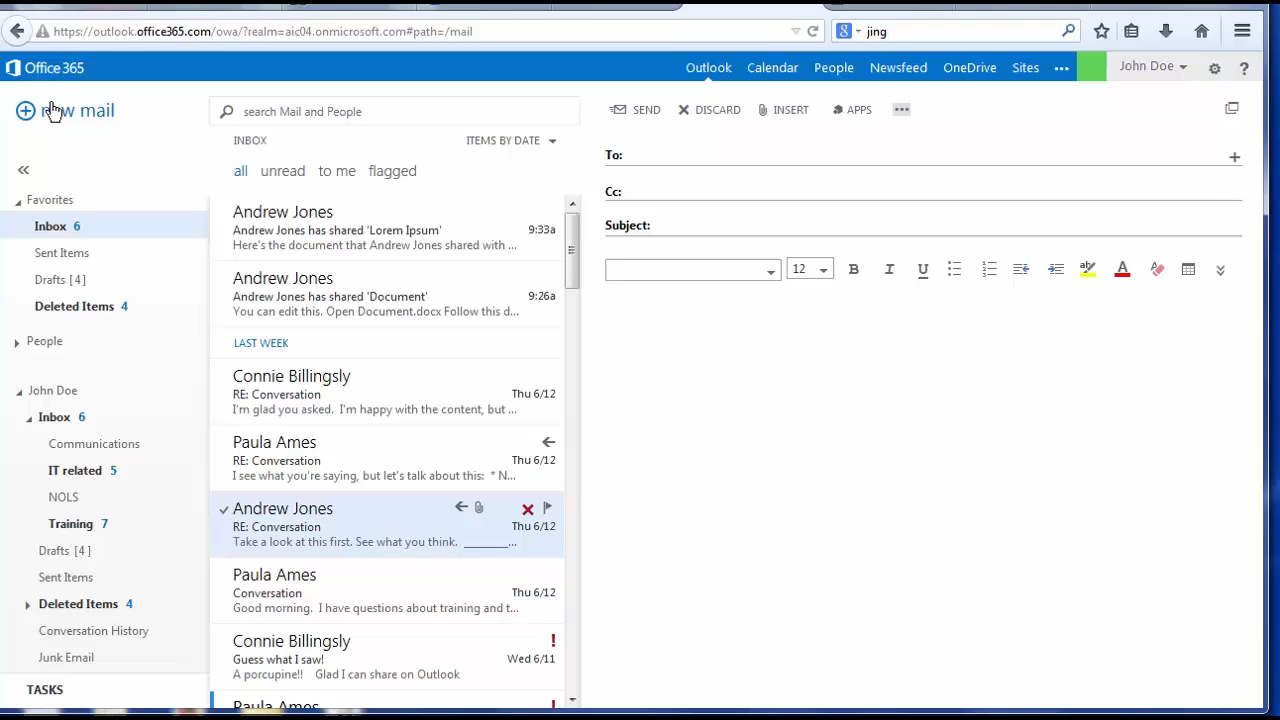 https://outlook.office365.com/owa/?realm=aic04.onmicrosoft.com#path=/mail
jing
Office 365
Outlook Calendar People Newsfeed OneDrive Sites ••• John Doe ?
new mail
search Mail and People
SEND DISCARD INSERT APPS •••
INBOX ITEMS BY DATE
all unread to me flagged
To:
Cc:
Subject:
12 B I U ab A
Favorites
Inbox 6
Sent Items
Drafts [4]
Deleted Items 4
People
John Doe
Inbox 6
Communications
IT related 5
NOLS
Training 7
Drafts [4]
Sent Items
Deleted Items 4
Conversation History
Junk Email
TASKS
Andrew Jones
Andrew Jones has shared 'Lorem Ipsum' 9:33a
Here's the document that Andrew Jones shared with ...
Andrew Jones
Andrew Jones has shared 'Document' 9:26a
You can edit this. Open Document.docx Follow this d...
LAST WEEK
Connie Billingsly
RE: Conversation Thu 6/12
I'm glad you asked. I'm happy with the content, but ...
Paula Ames
RE: Conversation Thu 6/12
I see what you're saying, but let's talk about this: * N...
Andrew Jones
RE: Conversation Thu 6/12
Take a look at this first. See what you think. ________...
Paula Ames
Conversation Thu 6/12
Good morning. I have questions about training and t...
Connie Billingsly !
Guess what I saw! Wed 6/11
A porcupine!! Glad I can share on Outlook
Paula Ames !